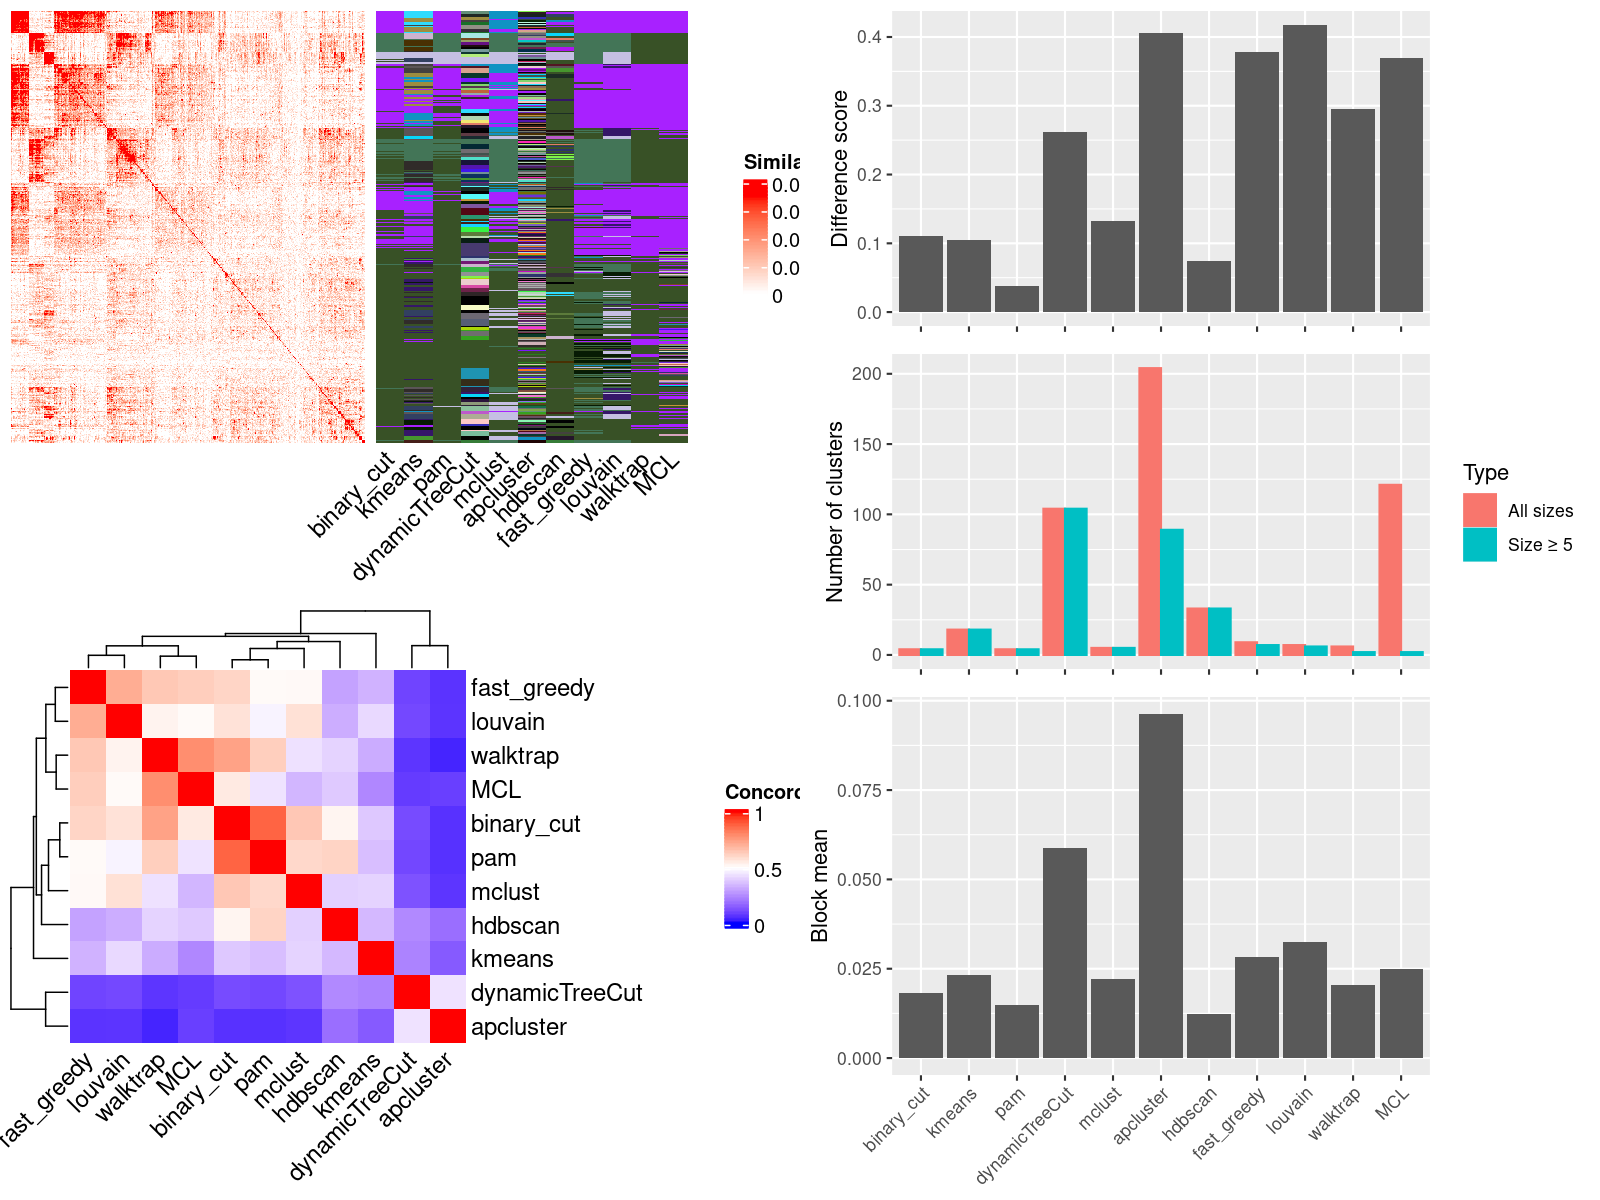 Simila
0.0
0.0
0.0
0.0
0
binary_cut
kmeans
pam
dynamicTreeCut
mclust
apcluster
hdbscan
fast_greedy
louvain
walktrap
MCL
fast_greedy
louvain
walktrap
MCL
binary_cut
pam
mclust
hdbscan
kmeans
dynamicTreeCut
apcluster
fast_greedy
louvain
walktrap
MCL
binary_cut
pam
mclust
hdbscan
kmeans
dynamicTreeCut
apcluster
Concord
1
0.5
0
Difference score
0.4
0.3
0.2
0.1
0.0
Number of clusters
200
150
100
50
0
Type
All sizes
Size ≥ 5
Block mean
0.100
0.075
0.050
0.025
0.000
binary_cut
kmeans
pam
dynamicTreeCut
mclust
apcluster
hdbscan
fast_greedy
louvain
walktrap
MCL